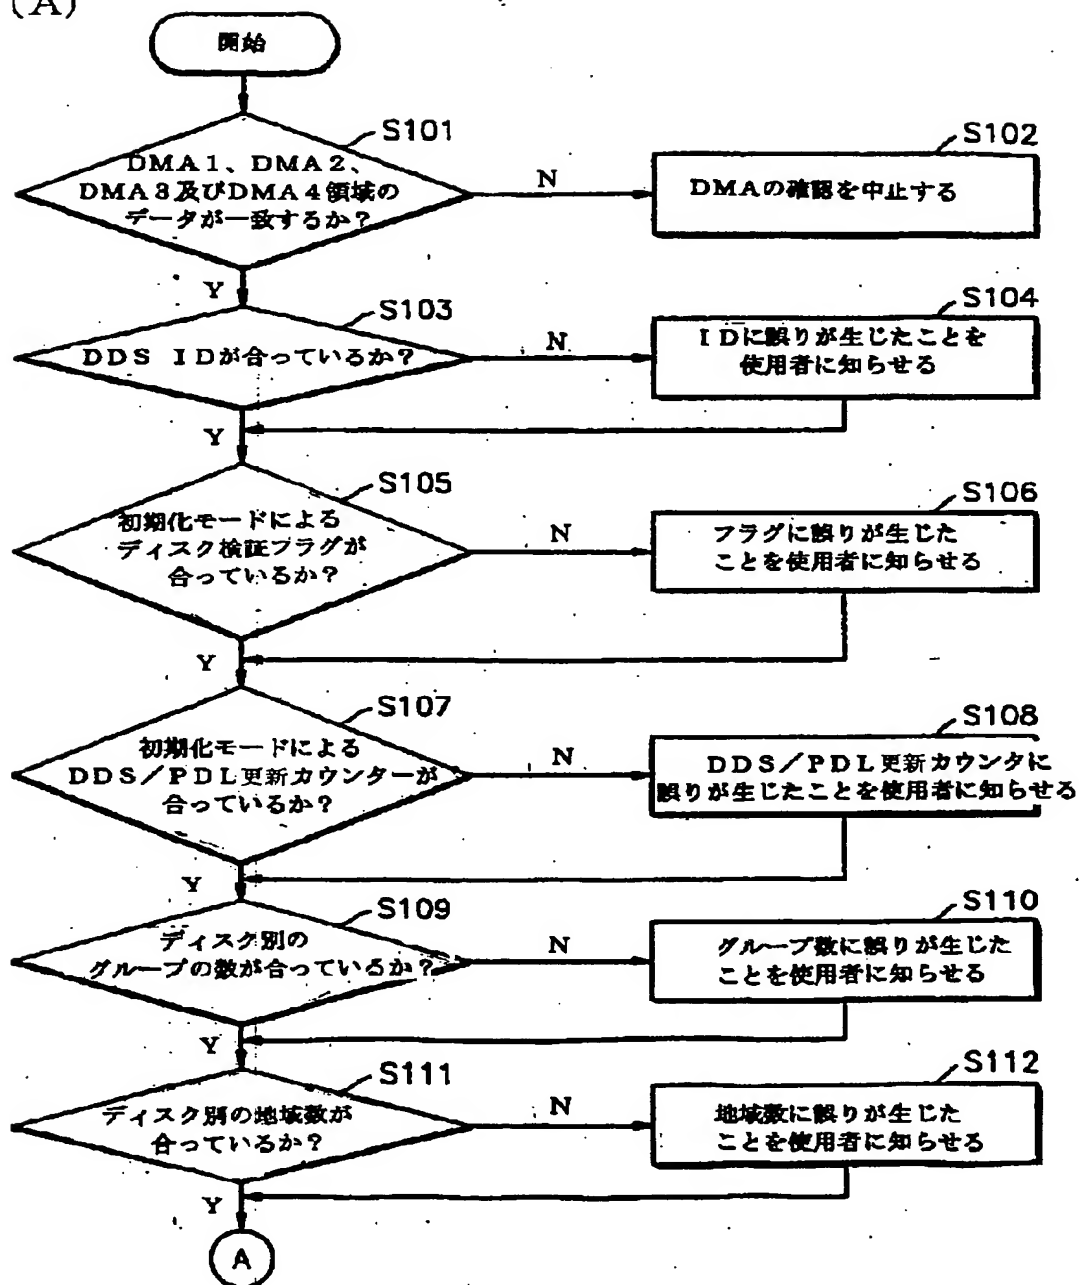 (A)
開始
S101
DMA1、DMA2、
DMA3及びDMA4領域の
データが一致するか?
N
S102
DMAの確認を中止する
Y
S103
DDS IDが合っているか?
N
S104
IDに誤りが生じたことを
使用者に知らせる
Y
S105
初期化モードによる
ディスク検証フラグが
合っているか?
N
S106
フラグに誤りが生じた
ことを使用者に知らせる
Y
S107
初期化モードによる
DDS/PDL更新カウンターが
合っているか?
N
S108
DDS/PDL更新カウンタに
誤りが生じたことを使用者に知らせる
Y
S109
ディスク別の
グループの数が合っているか?
N
S110
グループ数に誤りが生じた
ことを使用者に知らせる
Y
S111
ディスク別の地域数が
合っているか?
N
S112
地域数に誤りが生じた
ことを使用者に知らせる
Y
A